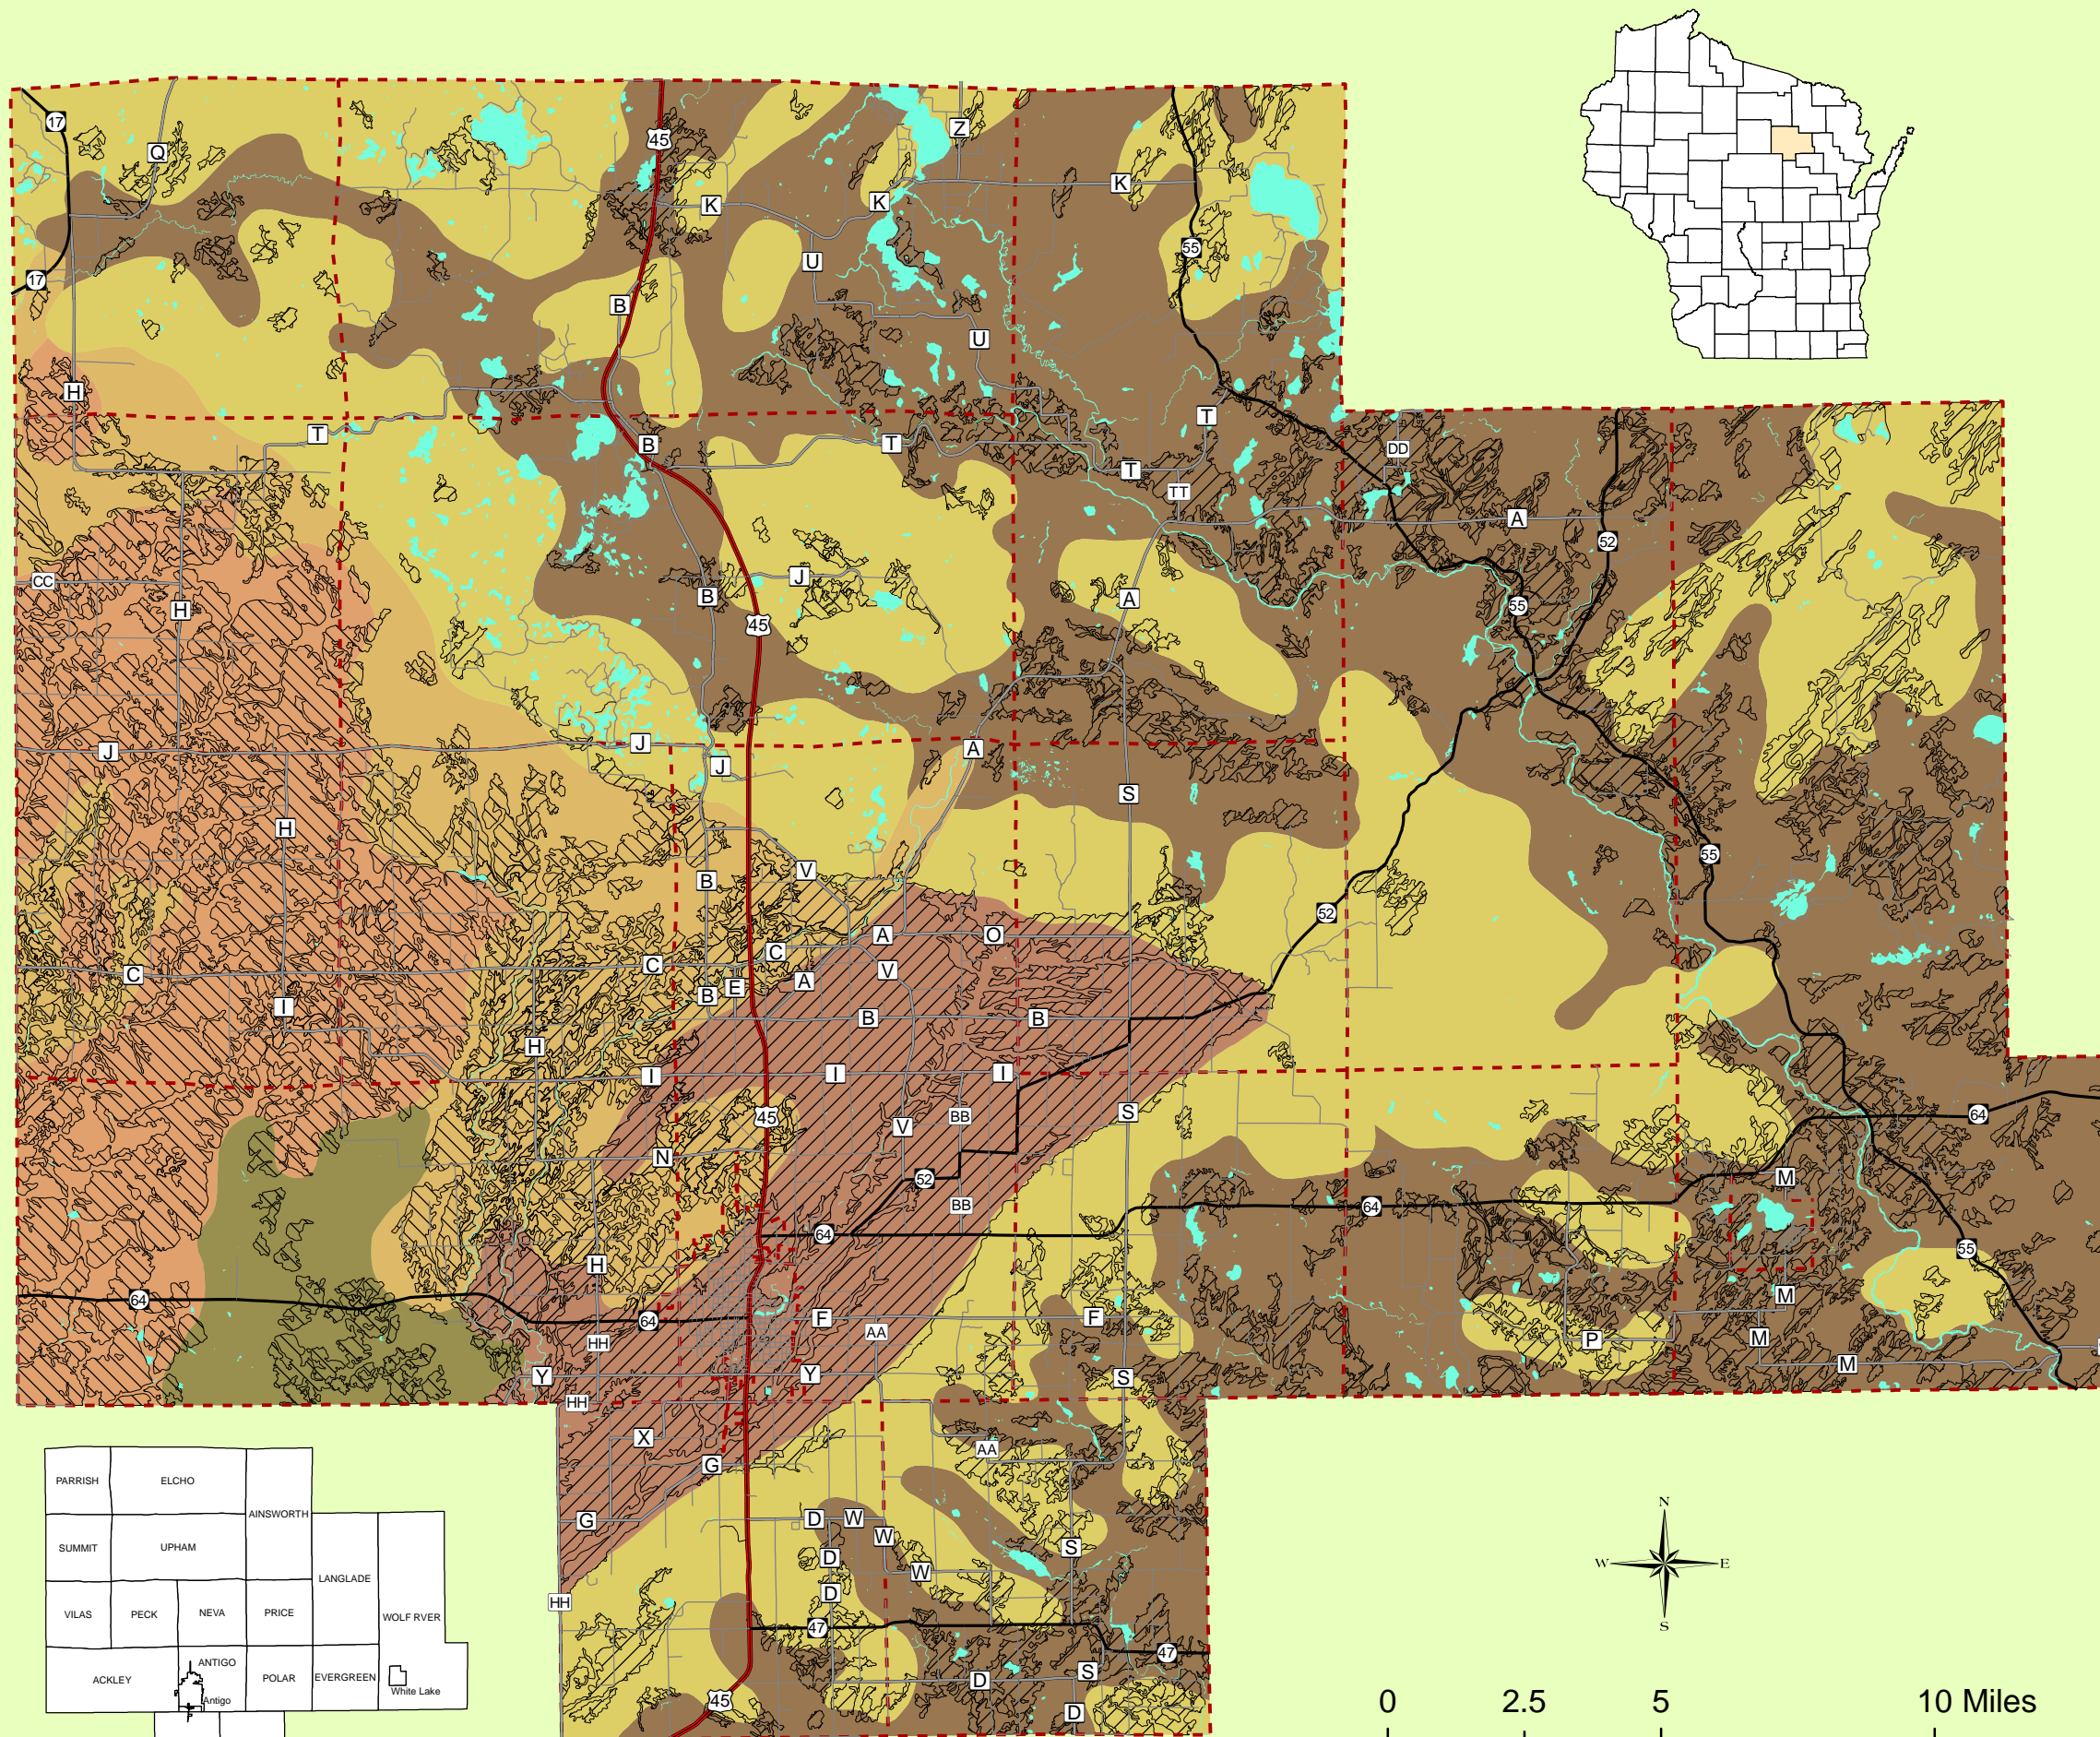 17
Q
45
Z
K
K
K
55
17
U
B
U
H
T
B
T
T
T
DD
TT
A
52
CC
H
J
B
A
55
45
J
J
J
A
S
H
V
55
B
52
C
C
C
A
O
V
A
E
B
I
B
B
H
I
I
I
45
BB
V
S
64
N
52
M
BB
64
64
55
H
64
64
F
F
M
AA
HH
P
M
M
Y
Y
S
HH
X
AA
G
G
D
W
W
S
D
W
D
HH
47
47
S
D
45
D
PARRISH
ELCHO
AINSWORTH
SUMMIT
UPHAM
LANGLADE
VILAS
PECK
NEVA
PRICE
WOLF RVER
ANTIGO
ACKLEY
POLAR
EVERGREEN
White Lake
Antigo
N
W
E
S
0 2.5 5 10 Miles